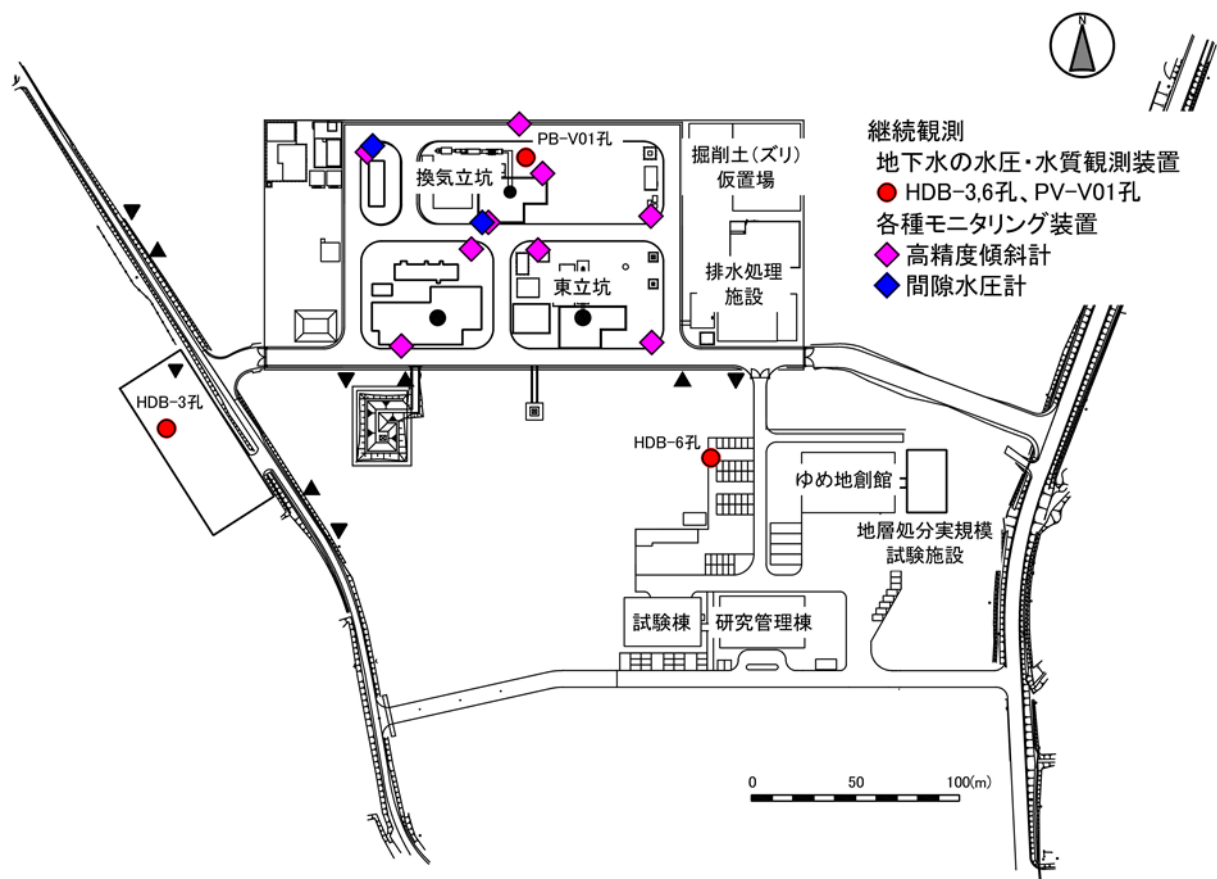 N
継続観測
地下水の水圧・水質観測装置
HDB-3,6孔、PV-V01孔
各種モニタリング装置
高精度傾斜計
間隙水圧計
PB-V01孔
換気立坑
掘削土(ズリ)
仮置場
東立坑
排水処理
施設
HDB-3孔
HDB-6孔
ゆめ地創館
地層処分実規模
試験施設
試験棟
研究管理棟
0 50 100(m)